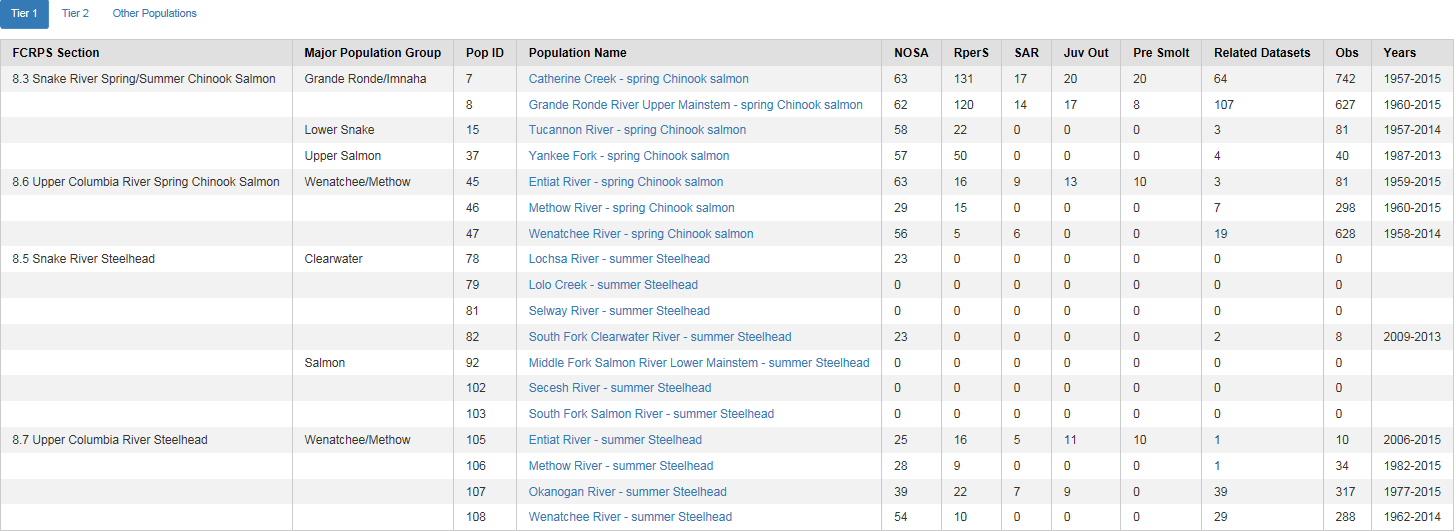 Tier 1 Tier 2 Other Populations
FCRPS Section Major Population Group Pop ID Population Name NOSA RperS SAR Juv Out Pre Smolt Related Datasets Obs Years
8.3 Snake River Spring/Summer Chinook Salmon Grande Ronde/Imnaha 7 Catherine Creek - spring Chinook salmon 63 131 17 20 20 64 742 1957-2015
8 Grande Ronde River Upper Mainstem - spring Chinook salmon 62 120 14 17 8 107 627 1960-2015
Lower Snake 15 Tucannon River - spring Chinook salmon 58 22 0 0 0 3 81 1957-2014
Upper Salmon 37 Yankee Fork - spring Chinook salmon 57 50 0 0 0 4 40 1987-2013
8.6 Upper Columbia River Spring Chinook Salmon Wenatchee/Methow 45 Entiat River - spring Chinook salmon 63 16 9 13 10 3 81 1959-2015
46 Methow River - spring Chinook salmon 29 15 0 0 0 7 298 1960-2015
47 Wenatchee River - spring Chinook salmon 56 5 6 0 0 19 628 1958-2014
8.5 Snake River Steelhead Clearwater 78 Lochsa River - summer Steelhead 23 0 0 0 0 0 0
79 Lolo Creek - summer Steelhead 0 0 0 0 0 0 0
81 Selway River - summer Steelhead 0 0 0 0 0 0 0
82 South Fork Clearwater River - summer Steelhead 23 0 0 0 0 2 8 2009-2013
Salmon 92 Middle Fork Salmon River Lower Mainstem - summer Steelhead 0 0 0 0 0 0 0
102 Secesh River - summer Steelhead 0 0 0 0 0 0 0
103 South Fork Salmon River - summer Steelhead 0 0 0 0 0 0 0
8.7 Upper Columbia River Steelhead Wenatchee/Methow 105 Entiat River - summer Steelhead 25 16 5 11 10 1 10 2006-2015
106 Methow River - summer Steelhead 28 9 0 0 0 1 34 1982-2015
107 Okanogan River - summer Steelhead 39 22 7 9 0 39 317 1977-2015
108 Wenatchee River - summer Steelhead 54 10 0 0 0 29 288 1962-2014